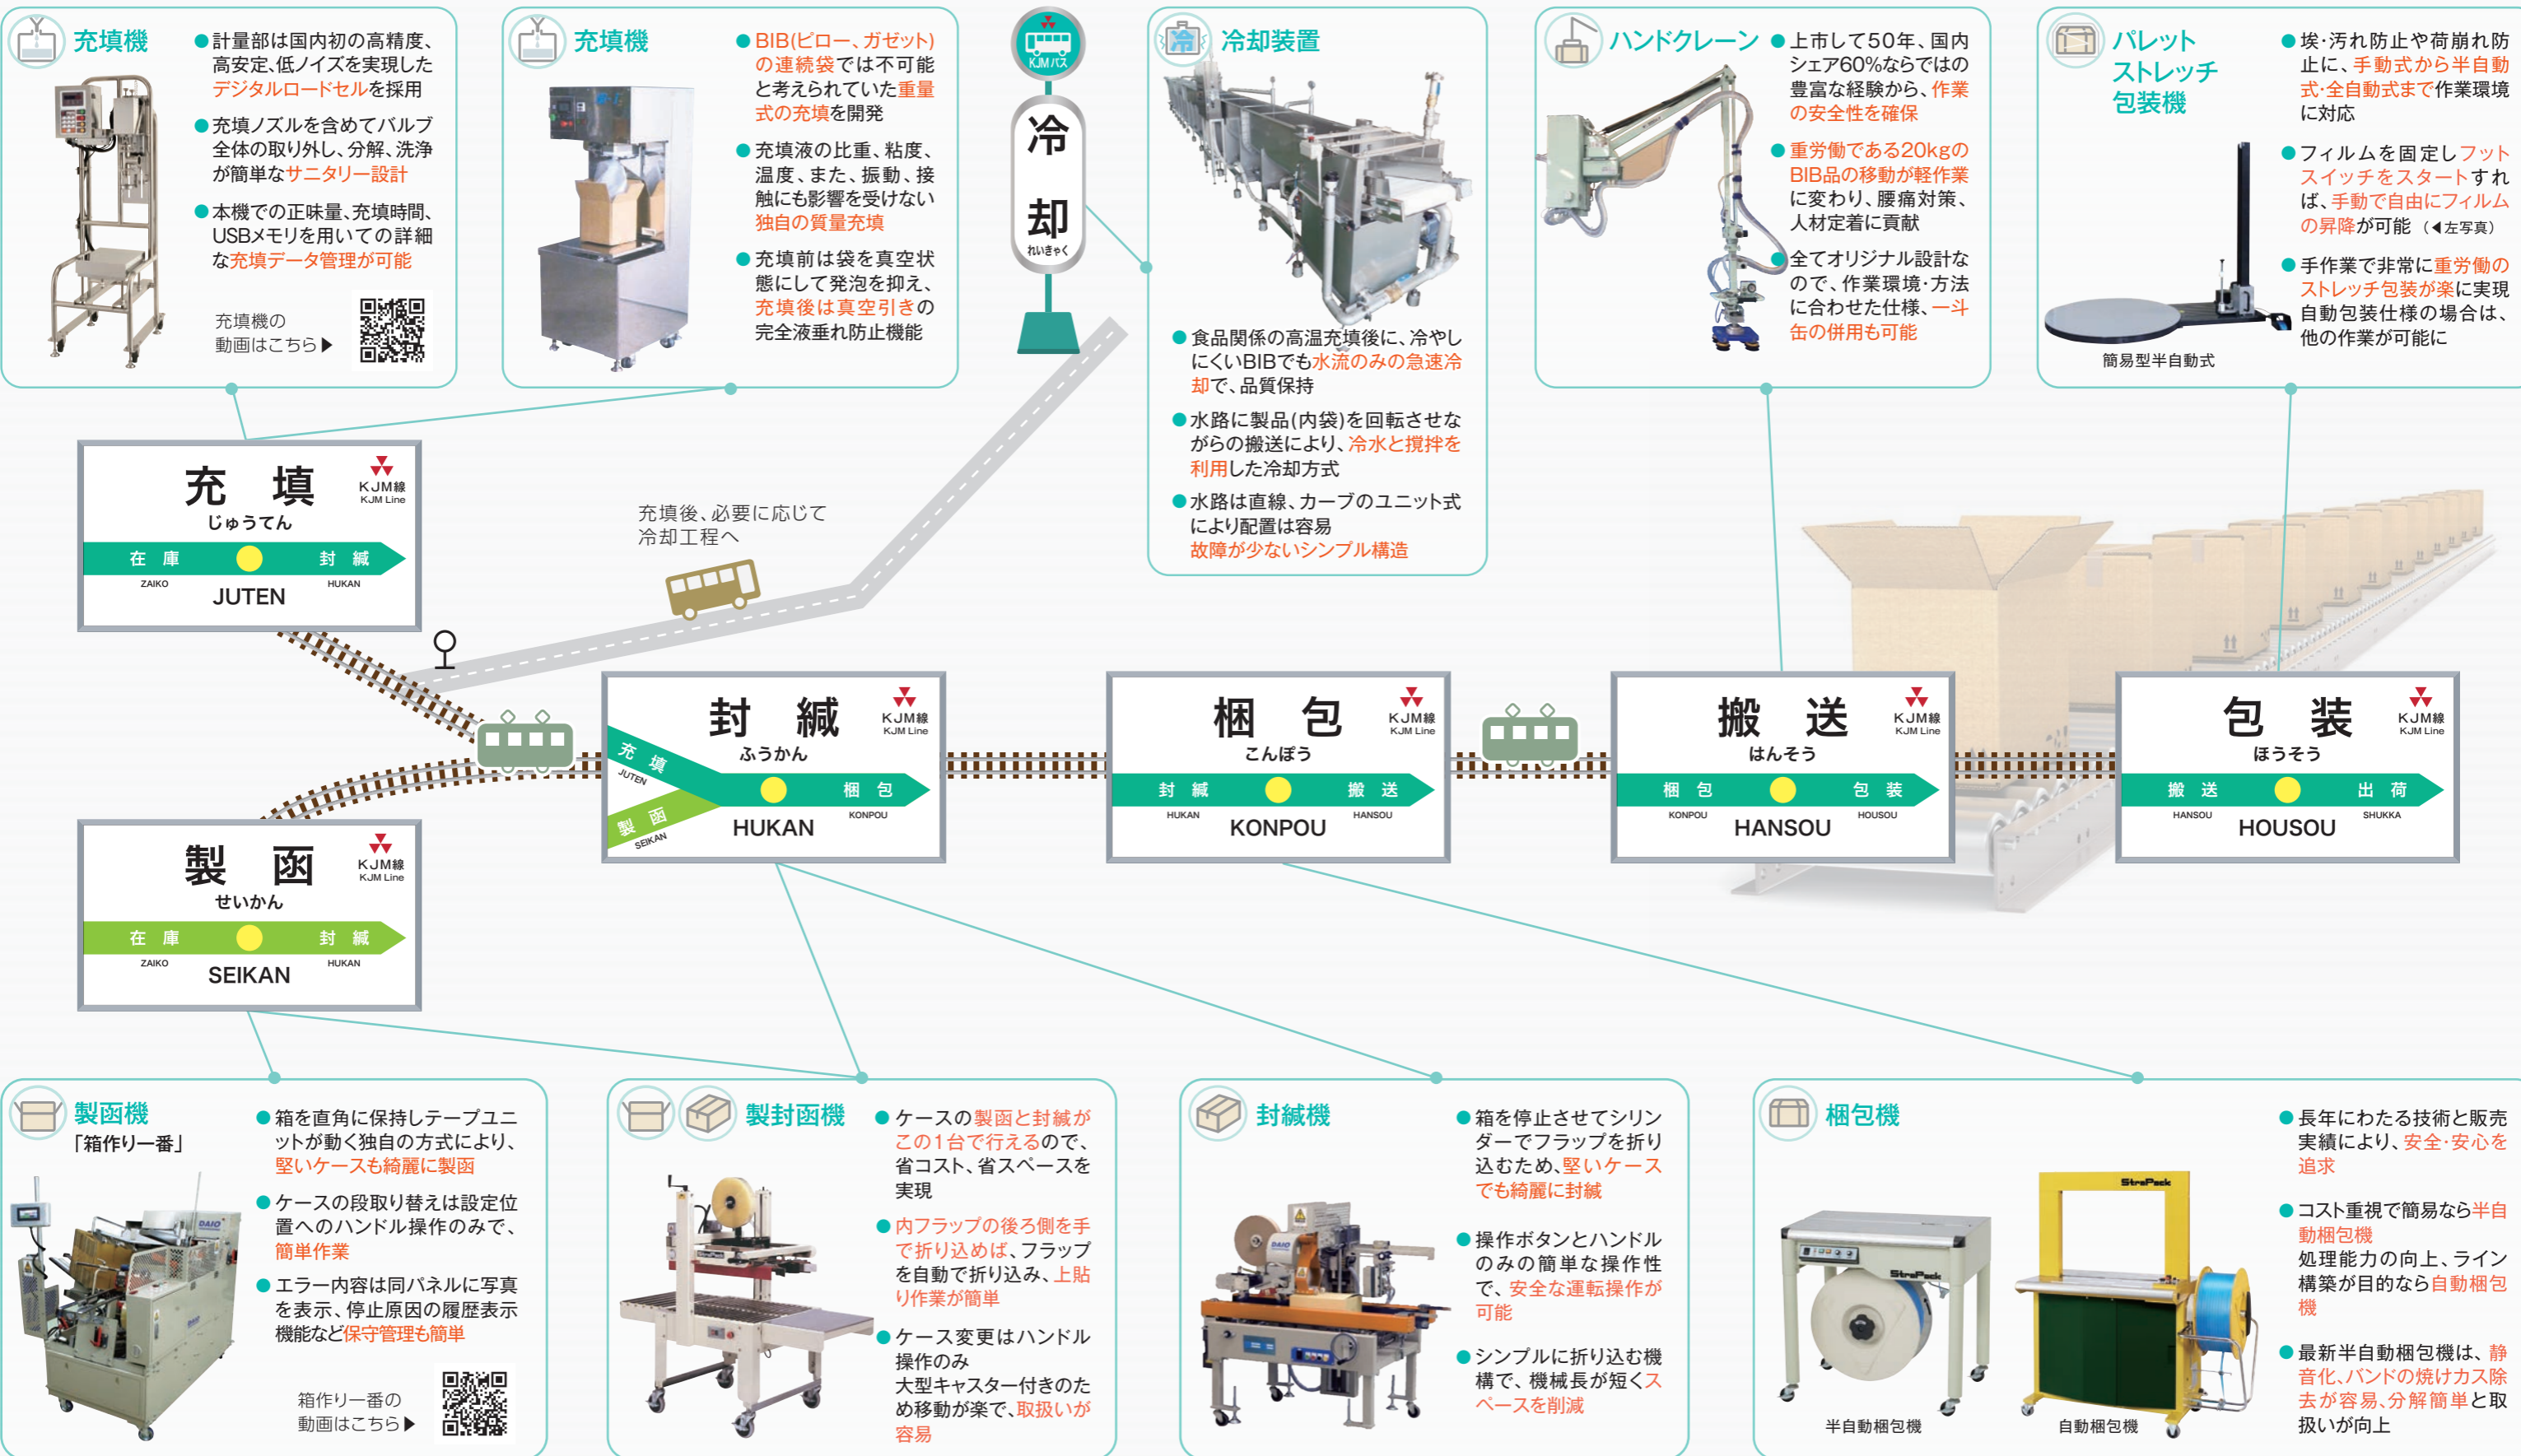 充填機
●計量部は国内初の高精度、
高安定、低ノイズを実現した
デジタルロードセルを採用
●充填ノズルを含めてバルブ
全体の取り外し、分解、洗浄
が簡単なサニタリー設計
●本機での正味量、充填時間、
USBメモリを用いての詳細
な充填データ管理が可能
充填機の
動画はこちら▶
充填機
●BIB(ピロー、ガゼット)
の連続袋では不可能
と考えられていた重量
式の充填を開発
●充填液の比重、粘度、
温度、また、振動、接
触にも影響を受けない
独自の質量充填
●充填前は袋を真空状
態にして発泡を抑え、
充填後は真空引きの
完全液垂れ防止機能
KJMバス
冷却
れいきゃく
冷却装置
●食品関係の高温充填後に、冷やし
にくいBIBでも水流のみの急速冷
却で、品質保持
●水路に製品(内袋)を回転させな
がらの搬送により、冷水と撹拌を
利用した冷却方式
●水路は直線、カーブのユニット式
により配置は容易
故障が少ないシンプル構造
ハンドクレーン
●上市して50年、国内
シェア60%ならではの
豊富な経験から、作業
の安全性を確保
●重労働である20kgの
BIB品の移動が軽作業
に変わり、腰痛対策、
人材定着に貢献
●全てオリジナル設計な
ので、作業環境・方法
に合わせた仕様、一斗
缶の併用も可能
パレット
ストレッチ
包装機
●埃・汚れ防止や荷崩れ防
止に、手動式から半自動
式・全自動式まで作業環境
に対応
●フィルムを固定しフット
スイッチをスタートすれ
ば、手動で自由にフィルム
の昇降が可能（◀左写真）
●手作業で非常に重労働の
ストレッチ包装が楽に実現
自動包装仕様の場合は、
他の作業が可能に
簡易型半自動式
充填
じゅうてん
KJM線
KJM Line
在庫
封緘
ZAIKO
HUKAN
JUTEN
充填後、必要に応じて
冷却工程へ
封緘
ふうかん
KJM線
KJM Line
充填
JUTEN
製函
SEIKAN
梱包
KONPOU
HUKAN
梱包
こんぽう
KJM線
KJM Line
封緘
搬送
HUKAN
HANSOU
KONPOU
搬送
はんそう
KJM線
KJM Line
梱包
包装
KONPOU
HOUSOU
HANSOU
包装
ほうそう
KJM線
KJM Line
搬送
出荷
HANSOU
SHUKKA
HOUSOU
製函
せいかん
KJM線
KJM Line
在庫
封緘
ZAIKO
HUKAN
SEIKAN
製函機
「箱作り一番」
DAIO
●箱を直角に保持しテープユニ
ットが動く独自の方式により、
堅いケースも綺麗に製函
●ケースの段取り替えは設定位
置へのハンドル操作のみで、
簡単作業
●エラー内容は同パネルに写真
を表示、停止原因の履歴表示
機能など保守管理も簡単
箱作り一番の
動画はこちら▶
製封函機
●ケースの製函と封緘が
この1台で行えるので、
省コスト、省スペースを
実現
●内フラップの後ろ側を手
で折り込めば、フラップ
を自動で折り込み、上貼
り作業が簡単
●ケース変更はハンドル
操作のみ
大型キャスター付きのた
め移動が楽で、取扱いが
容易
封緘機
DAIO
●箱を停止させてシリン
ダーでフラップを折り
込むため、堅いケース
でも綺麗に封緘
●操作ボタンとハンドル
のみの簡単な操作性
で、安全な運転操作が
可能
●シンプルに折り込む機
構で、機械長が短くス
ペースを削減
梱包機
StraPack
StraPack
半自動梱包機
自動梱包機
●長年にわたる技術と販売
実績により、安全・安心を
追求
●コスト重視で簡易なら半自
動梱包機
処理能力の向上、ライン
構築が目的なら自動梱包
機
●最新半自動梱包機は、静
音化、バンドの焼けカス除
去が容易、分解簡単と取
扱いが向上